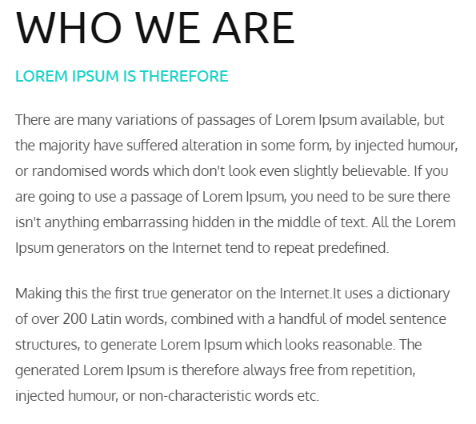 WHO WE ARE
LOREM IPSUM IS THEREFORE
There are many variations of passages of Lorem Ipsum available, but
the majority have suffered alteration in some form, by injected humour,
or randomised words which don't look even slightly believable. If you
are going to use a passage of Lorem Ipsum, you need to be sure there
isn't anything embarrassing hidden in the middle of text. All the Lorem
Ipsum generators on the Internet tend to repeat predefined.
Making this the first true generator on the Internet.It uses a dictionary
of over 200 Latin words, combined with a handful of model sentence
structures, to generate Lorem Ipsum which looks reasonable. The
generated Lorem Ipsum is therefore always free from repetition,
injected humour, or non-characteristic words etc.